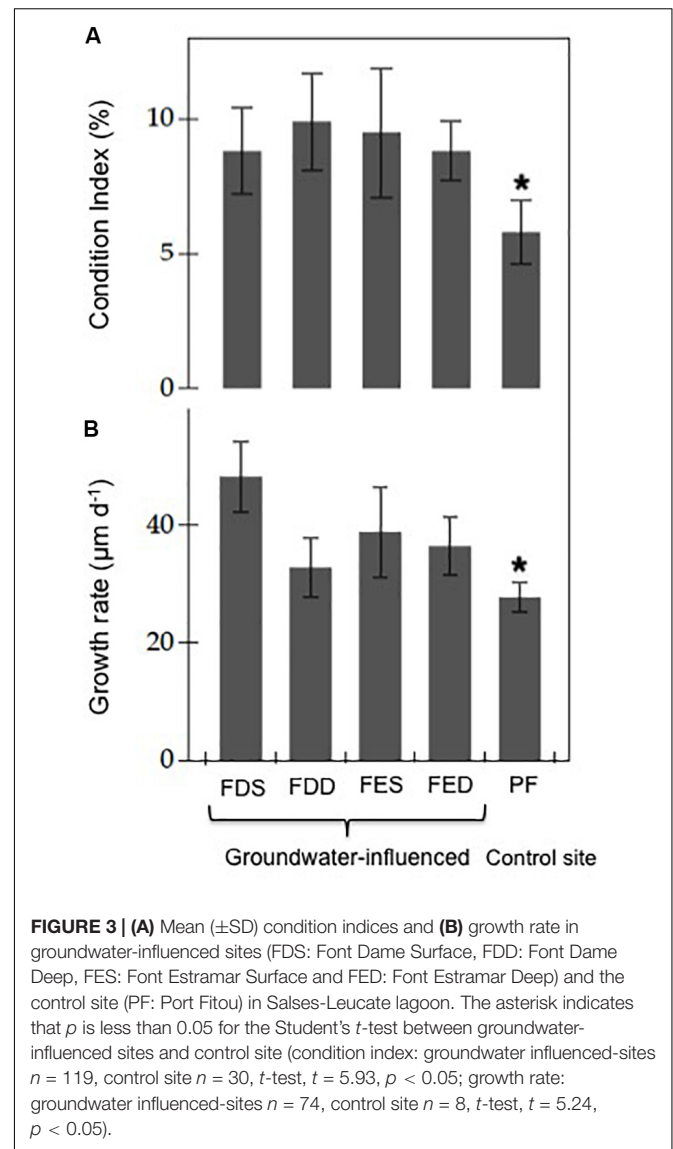 A
Condition Index (%)
10
5
0
*
B
Growth rate (µm d-1)
40
20
0
*
FDS FDD FES FED PF
Groundwater-influenced Control site
FIGURE 3 | (A) Mean (±SD) condition indices and (B) growth rate in
groundwater-influenced sites (FDS: Font Dame Surface, FDD: Font Dame
Deep, FES: Font Estramar Surface and FED: Font Estramar Deep) and the
control site (PF: Port Fitou) in Salses-Leucate lagoon. The asterisk indicates
that p is less than 0.05 for the Student's t-test between groundwater-
influenced sites and control site (condition index: groundwater influenced-sites
n = 119, control site n = 30, t-test, t = 5.93, p < 0.05; growth rate:
groundwater influenced-sites n = 74, control site n = 8, t-test, t = 5.24,
p < 0.05).